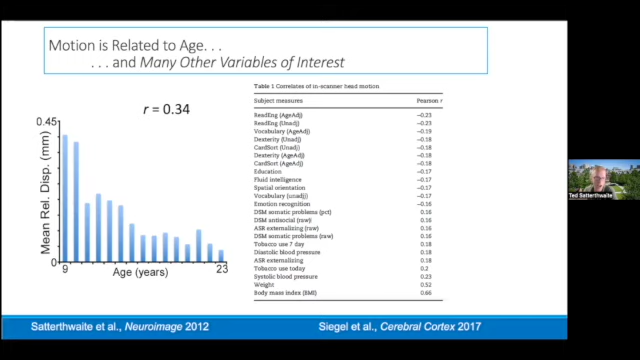 Motion is Related to Age. . .
. . . and Many Other Variables of Interest
r = 0.34
0.45
Mean Rel. Disp. (mm)
0
9
Age (years)
23
Table 1 Correlates of in-scanner head motion
Subject measures Pearson r
ReadEng (AgeAdj) −0.23
ReadEng (Unadj) −0.23
Vocabulary (AgeAdj) −0.19
Dexterity (Unadj) −0.18
CardSort (Unadj) −0.18
Dexterity (AgeAdj) −0.18
CardSort (AgeAdj) −0.18
Education −0.17
Fluid intelligence −0.17
Spatial orientation −0.17
Vocabulary (unadj) −0.17
Emotion recognition −0.16
DSM somatic problems (pct) 0.16
DSM antisocial (raw) 0.16
ASR externalizing (raw) 0.16
DSM somatic problems (raw) 0.16
Tobacco use 7 day 0.18
Diastolic blood pressure 0.18
ASR externalizing 0.18
Tobacco use today 0.2
Systolic blood pressure 0.23
Weight 0.52
Body mass index (BMI) 0.66
Ted Satterthwaite
Satterthwaite et al., Neuroimage 2012
Siegel et al., Cerebral Cortex 2017